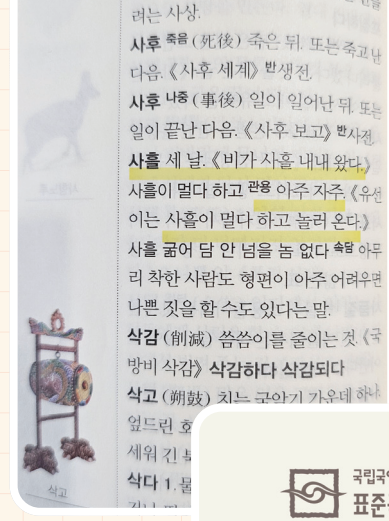 려는 사상.
사후 죽음 (死後) 죽은 뒤. 또는 죽고 난
다음. 《사후 세계》 반 생전.
사후 나중 (事後) 일이 일어난 뒤. 또는
일이 끝난 다음. 《사후 보고》 반 사전.
사흘 세 날. 《비가 사흘 내내 왔다.》
사흘이 멀다 하고 관용 아주 자주. 《유선
이는 사흘이 멀다 하고 놀러 온다.》
사흘 굶어 담 안 넘을 놈 없다 속담 아무
리 착한 사람도 형편이 아주 어려우면
나쁜 짓을 할 수도 있다는 말.
삭감 (削減) 씀씀이를 줄이는 것. 《국
방비 삭감》 삭감하다 삭감되다
삭고 (朔鼓) 치는 국악기 가운데 하나.
엎드린 호
세워 긴 북
삭다 1. 물
삭고
국립국어
표준